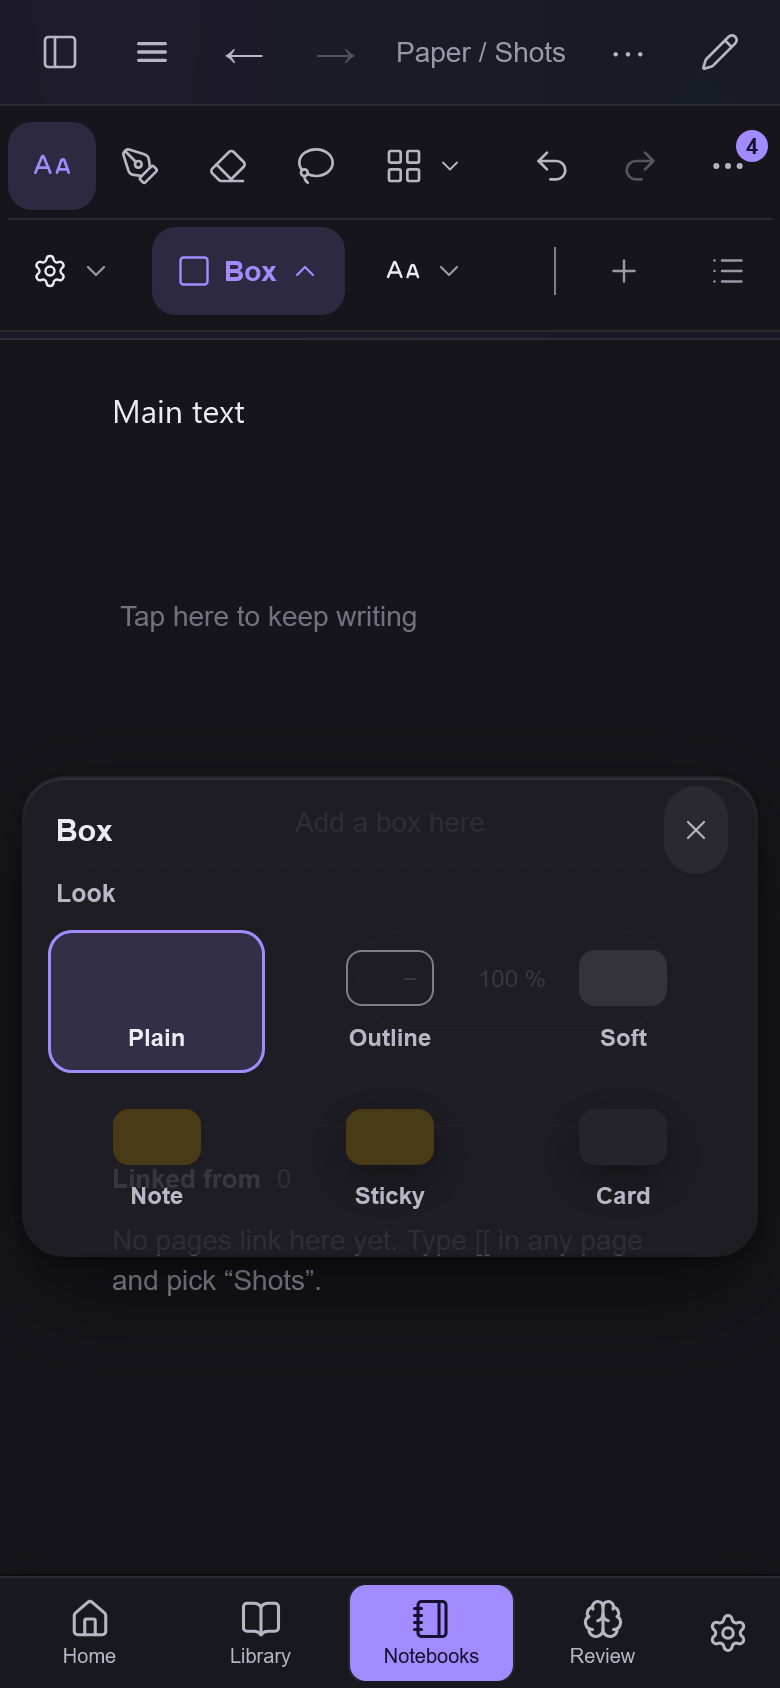 Paper / Shots
4
Box
Main text
Tap here to keep writing
Box
Add a box here
Look
100 %
Plain
Outline
Soft
Linked from 0
Note
Sticky
Card
No pages link here yet. Type [[ in any page
and pick “Shots”.
Home
Library
Notebooks
Review